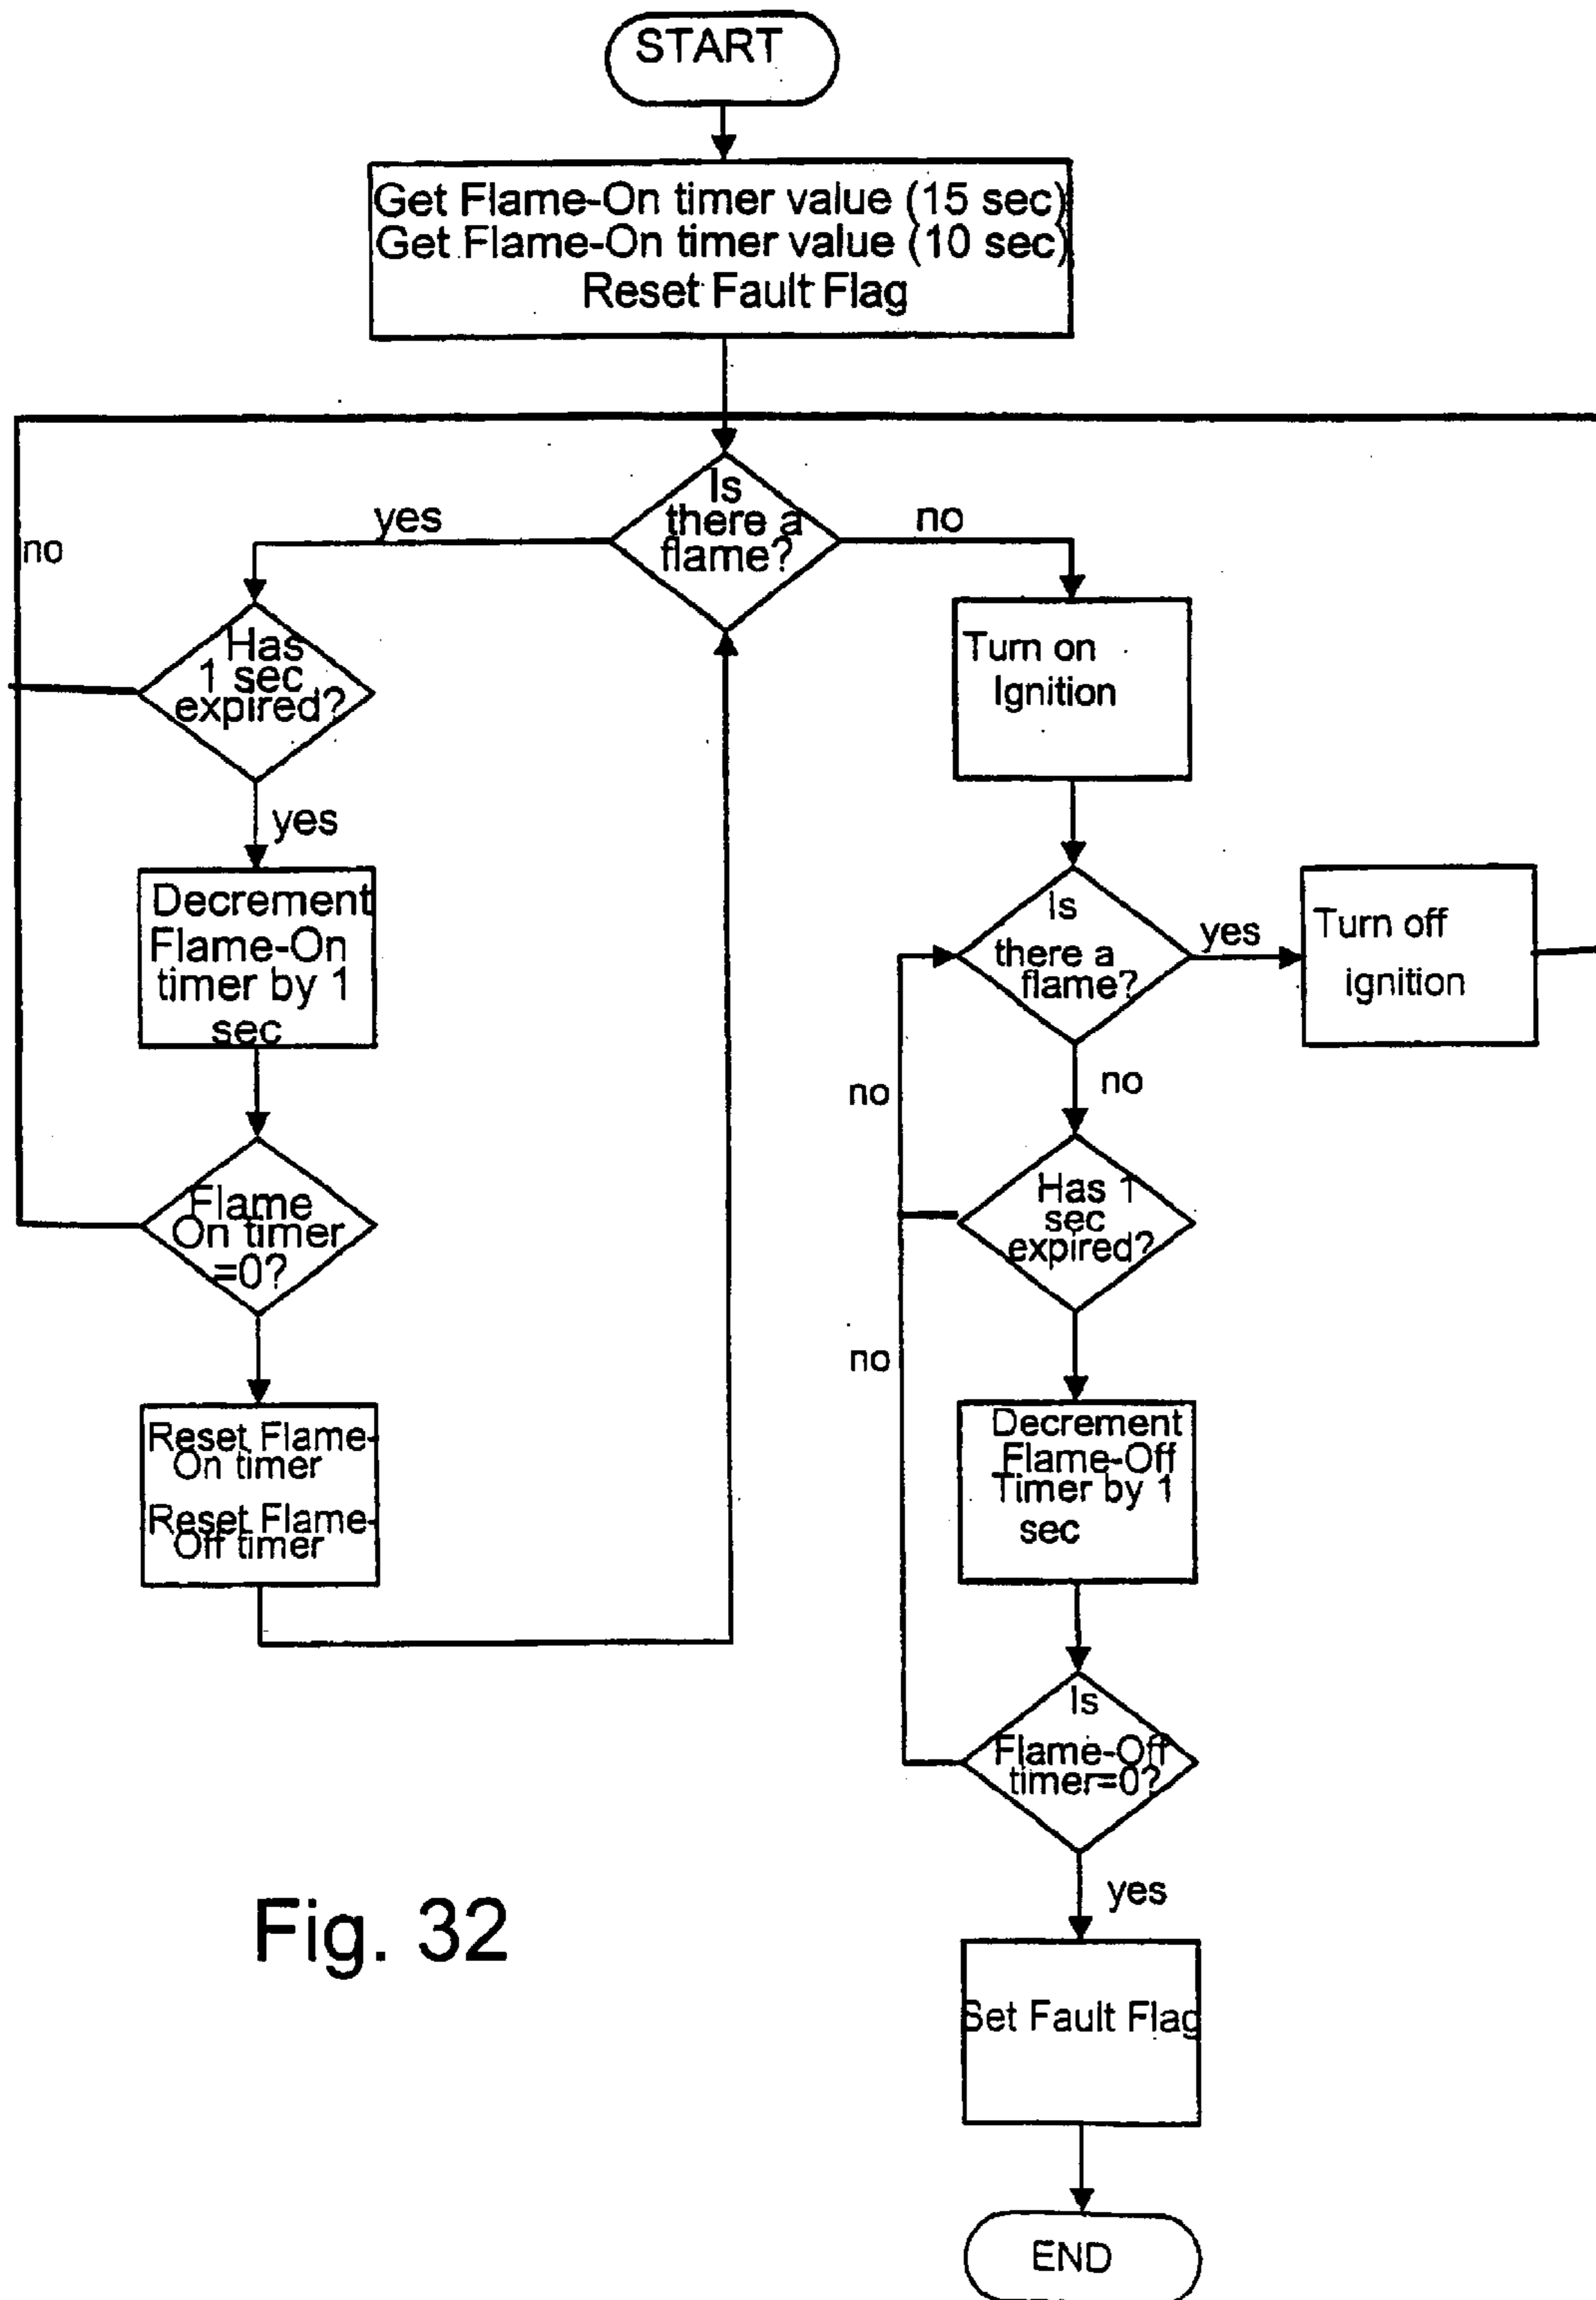 START
Get Flame-On timer value (15 sec)
Get Flame-On timer value (10 sec)
Reset Fault Flag
Is
there a
flame?
yes
no
no
Has
1 sec
expired?
yes
Decrement
Flame-On
timer by 1
sec
Flame
On timer
=0?
Reset Flame-
On timer
Reset Flame-
Off timer
Turn on
Ignition
Is
there a
flame?
yes
Turn off
ignition
no
no
Has 1
sec
expired?
no
Decrement
Flame-Off
Timer by 1
sec
Is
Flame-Off
timer=0?
yes
Set Fault Flag
END
Fig. 32